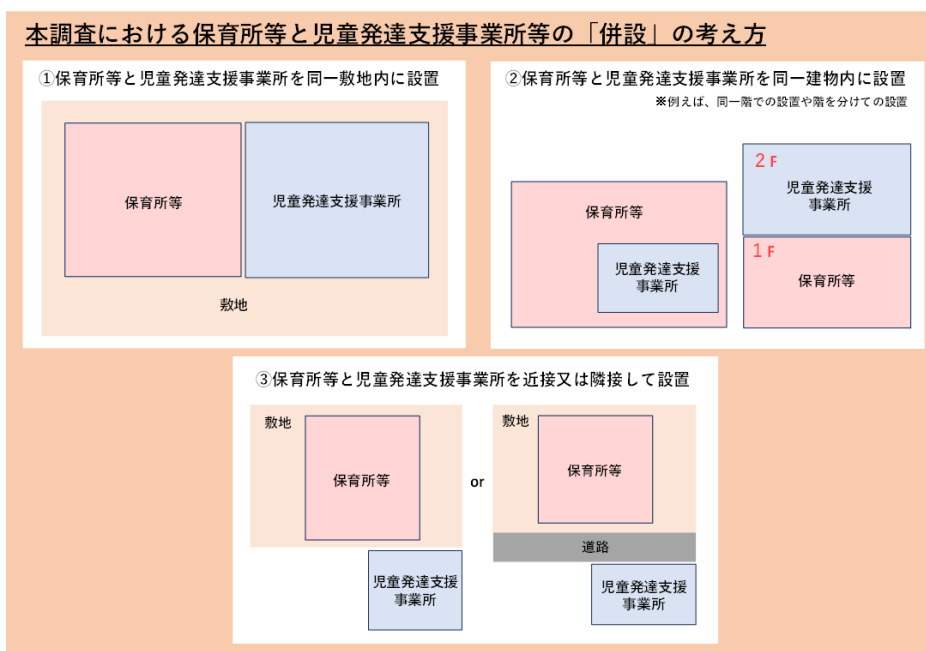 本調査における保育所等と児童発達支援事業所等の「併設」の考え方
①保育所等と児童発達支援事業所を同一敷地内に設置
保育所等
児童発達支援事業所
敷地
②保育所等と児童発達支援事業所を同一建物内に設置
※例えば、同一階での設置や階を分けての設置
保育所等
児童発達支援
事業所
2F
児童発達支援
事業所
1F
保育所等
③保育所等と児童発達支援事業所を近接又は隣接して設置
敷地
保育所等
児童発達支援
事業所
or
敷地
保育所等
道路
児童発達支援
事業所